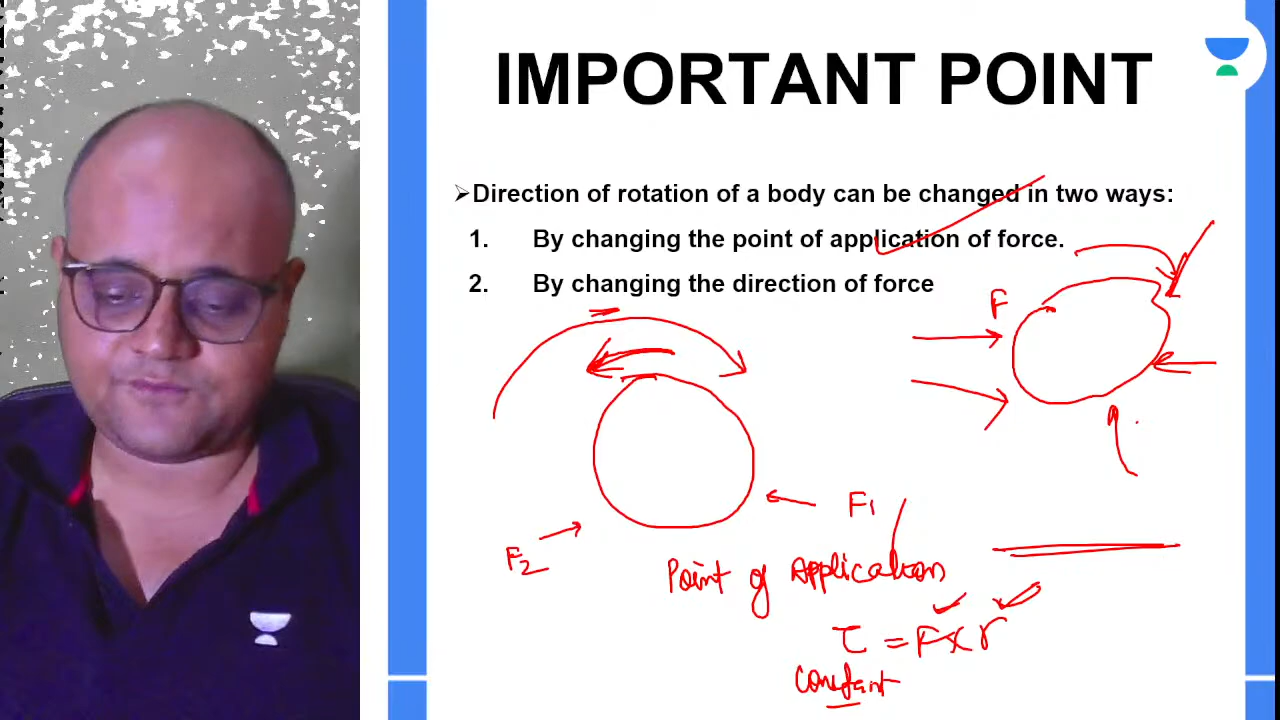 IMPORTANT POINT
➢Direction of rotation of a body can be changed in two ways:
1. By changing the point of application of force.
2. By changing the direction of force
F
F1
F2
Point of Application
τ = F x r
constant